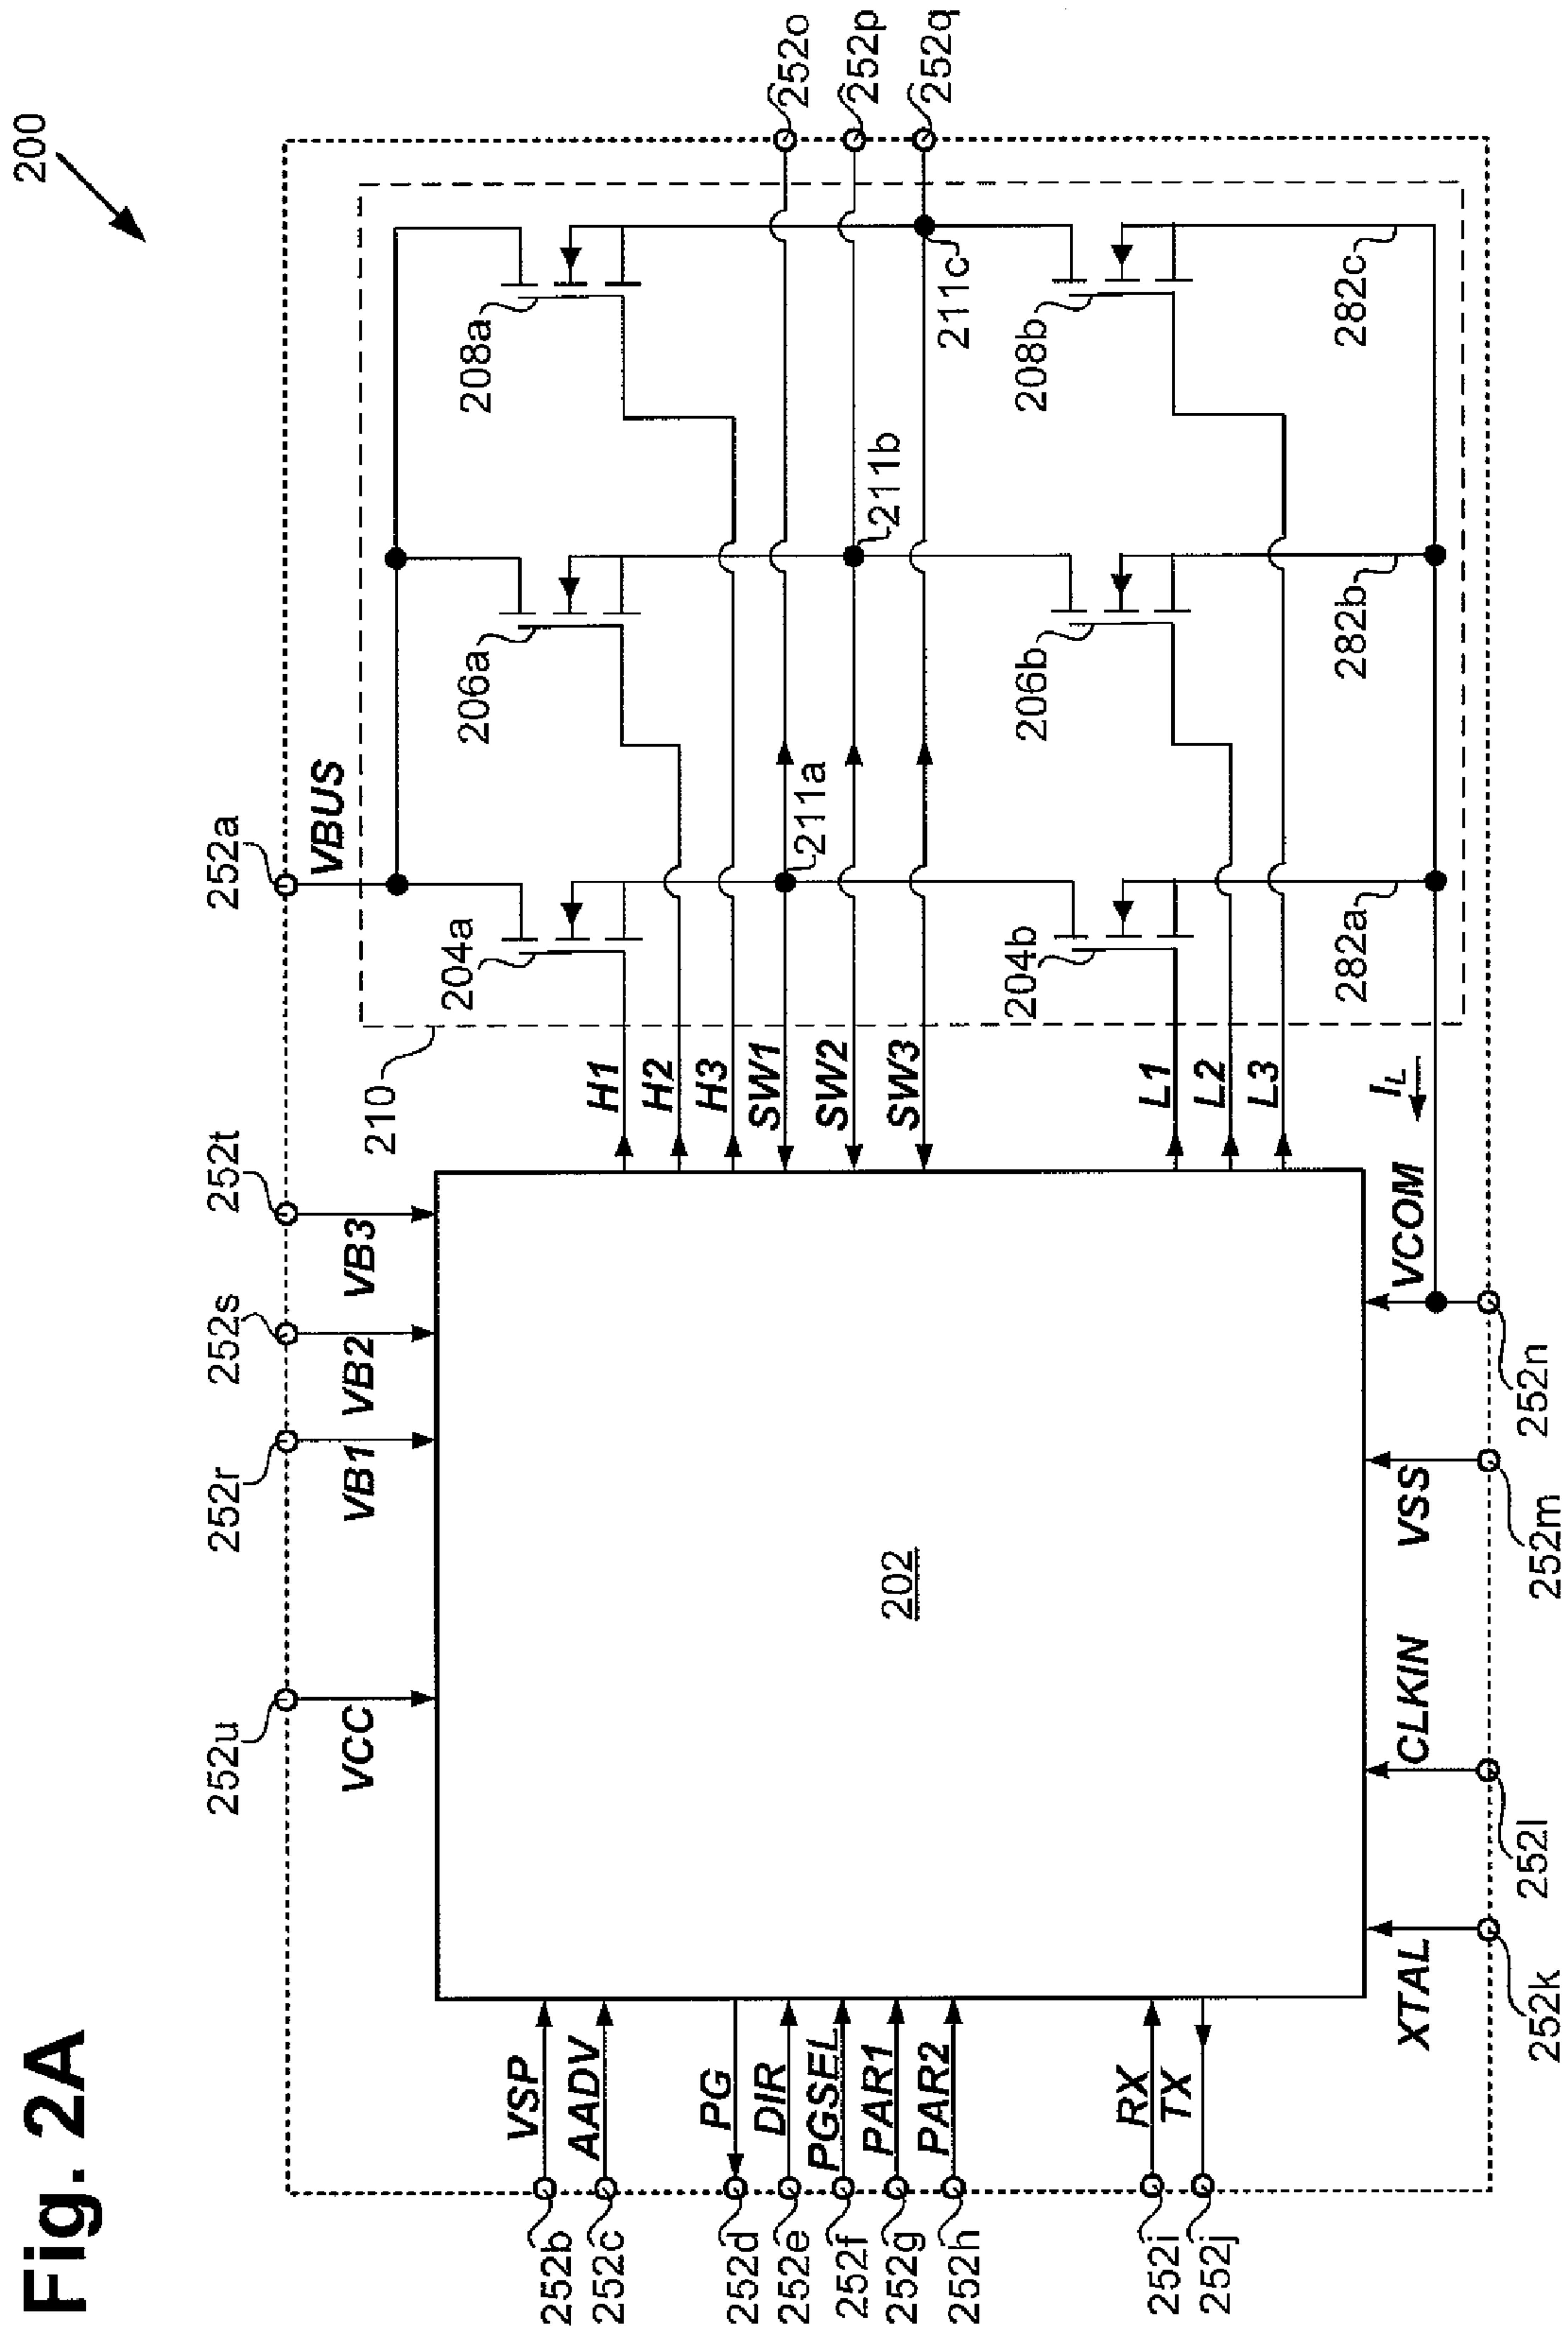 Fig. 2A
200
252u
252r
252s
252t
252a
VCC
VB1
VB2
VB3
VBUS
210
204a
206a
208a
VSP
AADV
PG
DIR
PGSEL
PAR1
PAR2
RX
TX
252b
252c
252d
252e
252f
252g
252h
252i
252j
202
H1
H2
H3
SW1
SW2
SW3
L1
L2
L3
211a
211b
211c
252o
252p
252q
204b
206b
208b
282a
282b
282c
IL
XTAL
CLKIN
VSS
VCOM
252k
252l
252m
252n